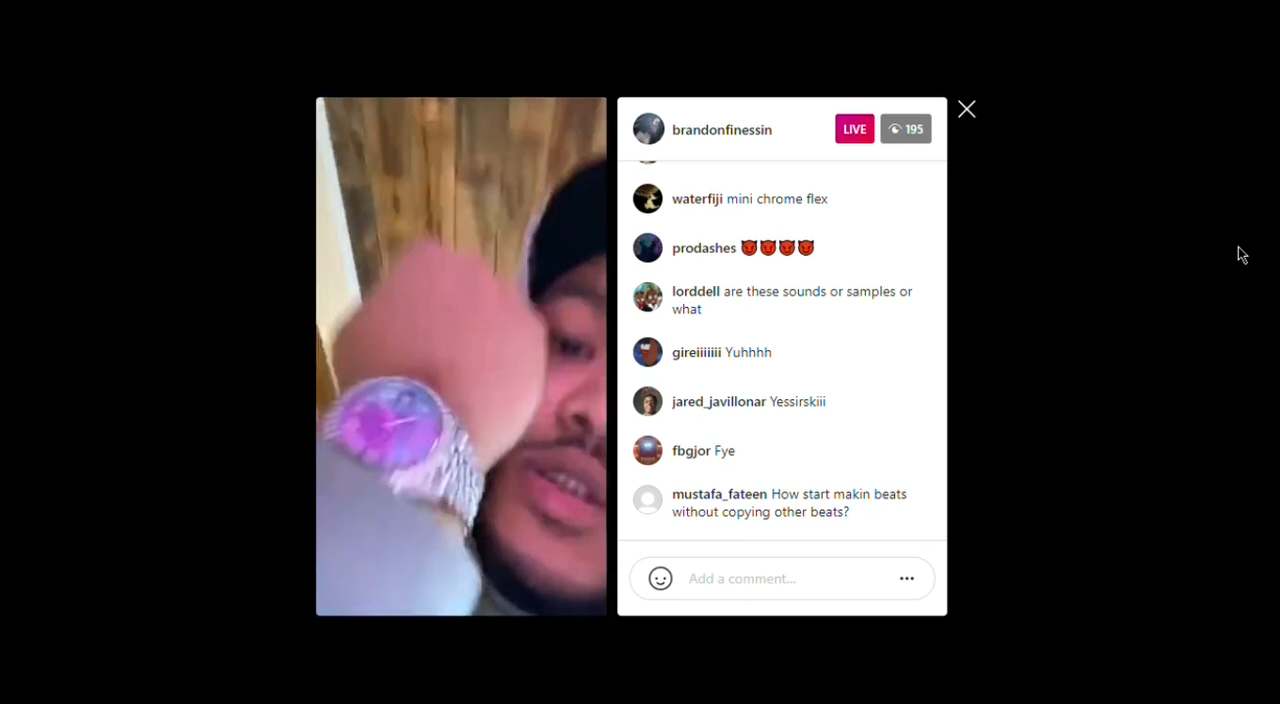 brandonfinessin
LIVE
195
waterfiji mini chrome flex
prodashes 😈😈😈😈
lorddell are these sounds or samples or
what
gireiiiiiii Yuhhhh
jared_javillonar Yessirskiii
fbgjor Fye
mustafa_fateen How start makin beats
without copying other beats?
Add a comment...